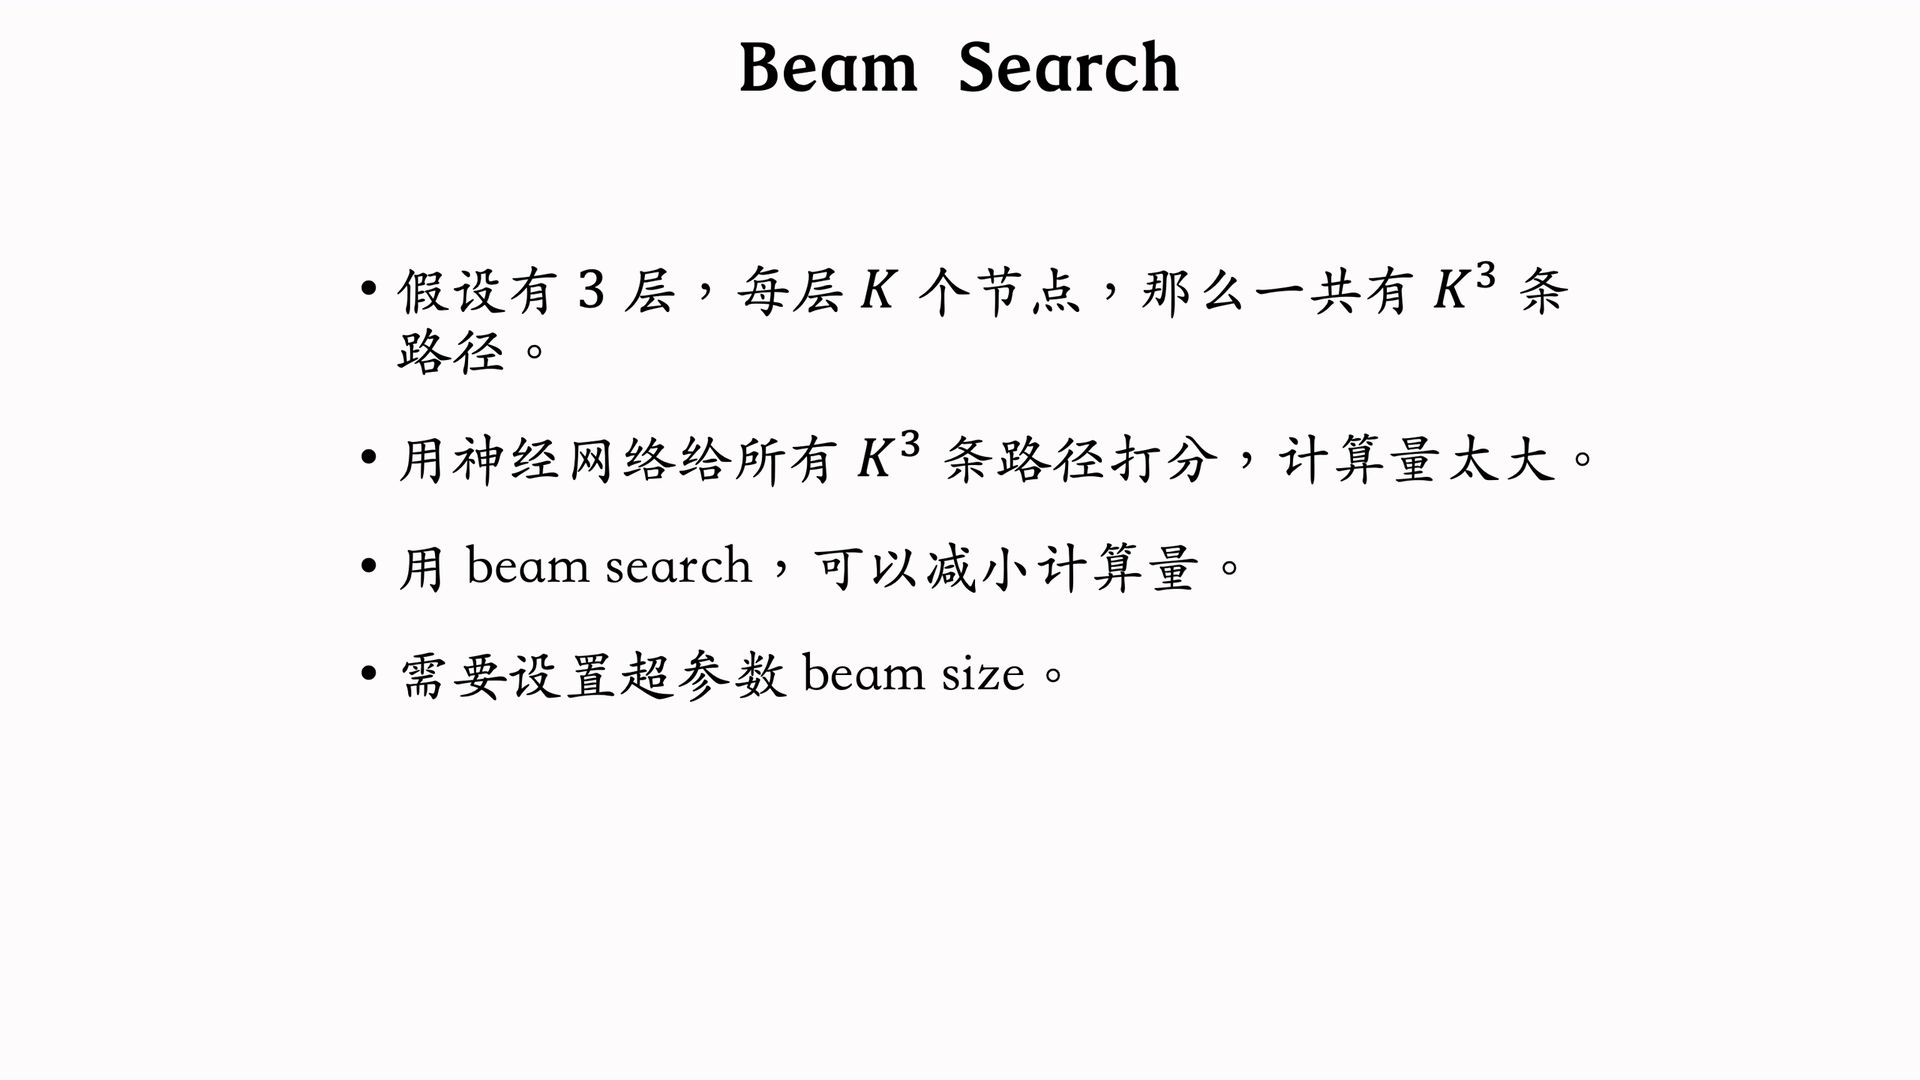 Beam Search
• 假设有 3 层，每层 K 个节点，那么一共有 K³ 条
路径。
• 用神经网络给所有 K³ 条路径打分，计算量太大。
• 用 beam search，可以减小计算量。
• 需要设置超参数 beam size。